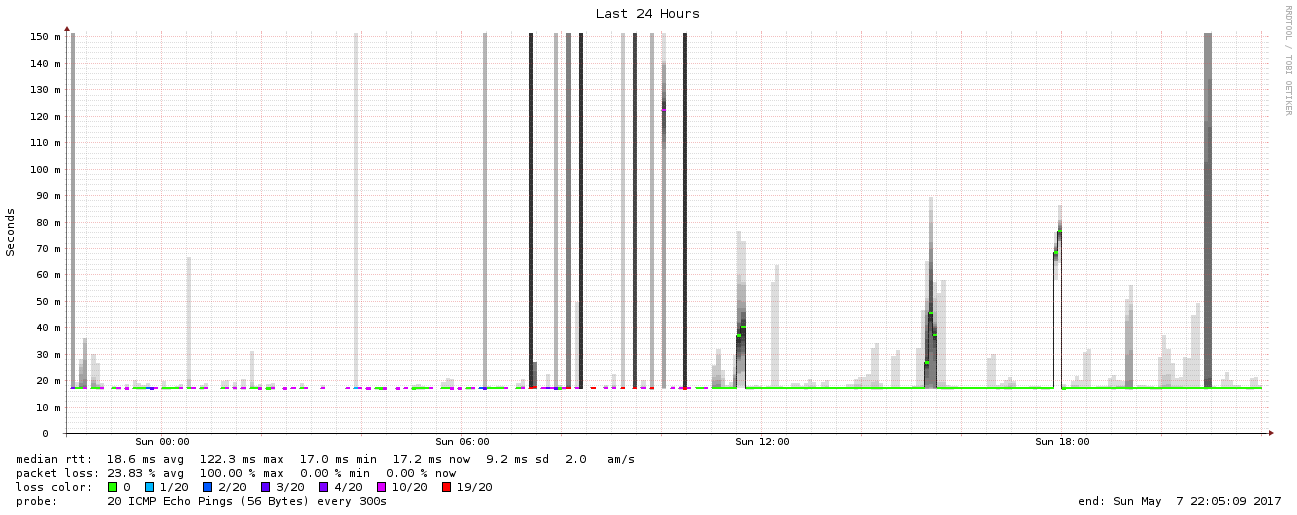 Last 24 Hours
RRDTOOL / TOBI OETIKER
Seconds
150 m
140 m
130 m
120 m
110 m
100 m
90 m
80 m
70 m
60 m
50 m
40 m
30 m
20 m
10 m
0
Sun 00:00 Sun 06:00 Sun 12:00 Sun 18:00
median rtt: 18.6 ms avg 122.3 ms max 17.0 ms min 17.2 ms now 9.2 ms sd 2.0 am/s
packet loss: 23.83 % avg 100.00 % max 0.00 % min 0.00 % now
loss color: 0 1/20 2/20 3/20 4/20 10/20 19/20
probe: 20 ICMP Echo Pings (56 Bytes) every 300s end: Sun May 7 22:05:09 2017